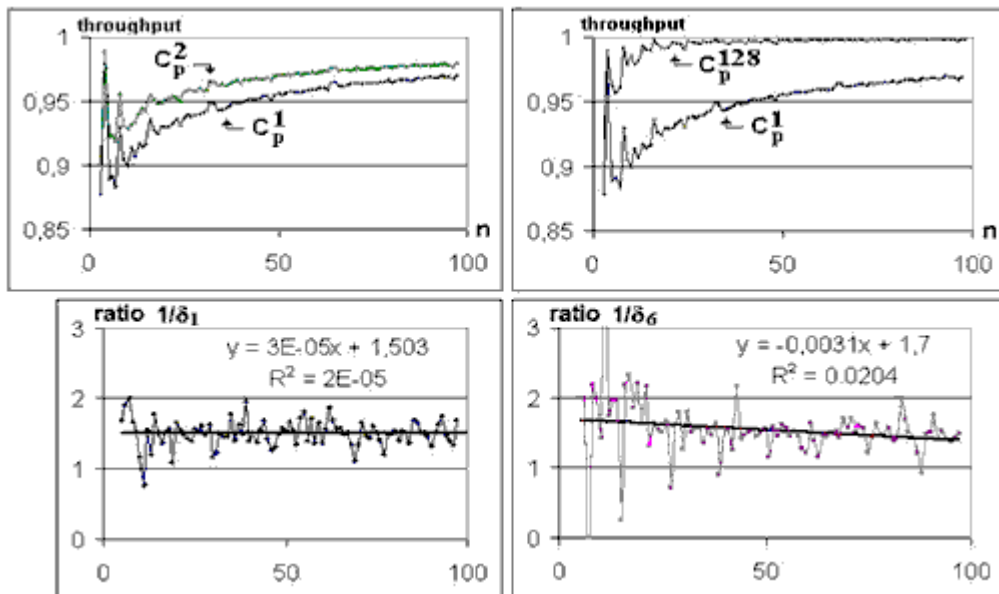 throughput
1
0,95
0,9
0,85
0
50
100
n
C_p^2
C_p^1
throughput
1
0,95
0,9
0,85
0
50
100
n
C_p^128
C_p^1
ratio 1/δ₁
3
2
1
0
0
50
100
y = 3E-05x + 1,503
R² = 2E-05
ratio 1/δ₆
3
2
1
0
0
50
100
y = -0,0031x + 1,7
R² = 0.0204